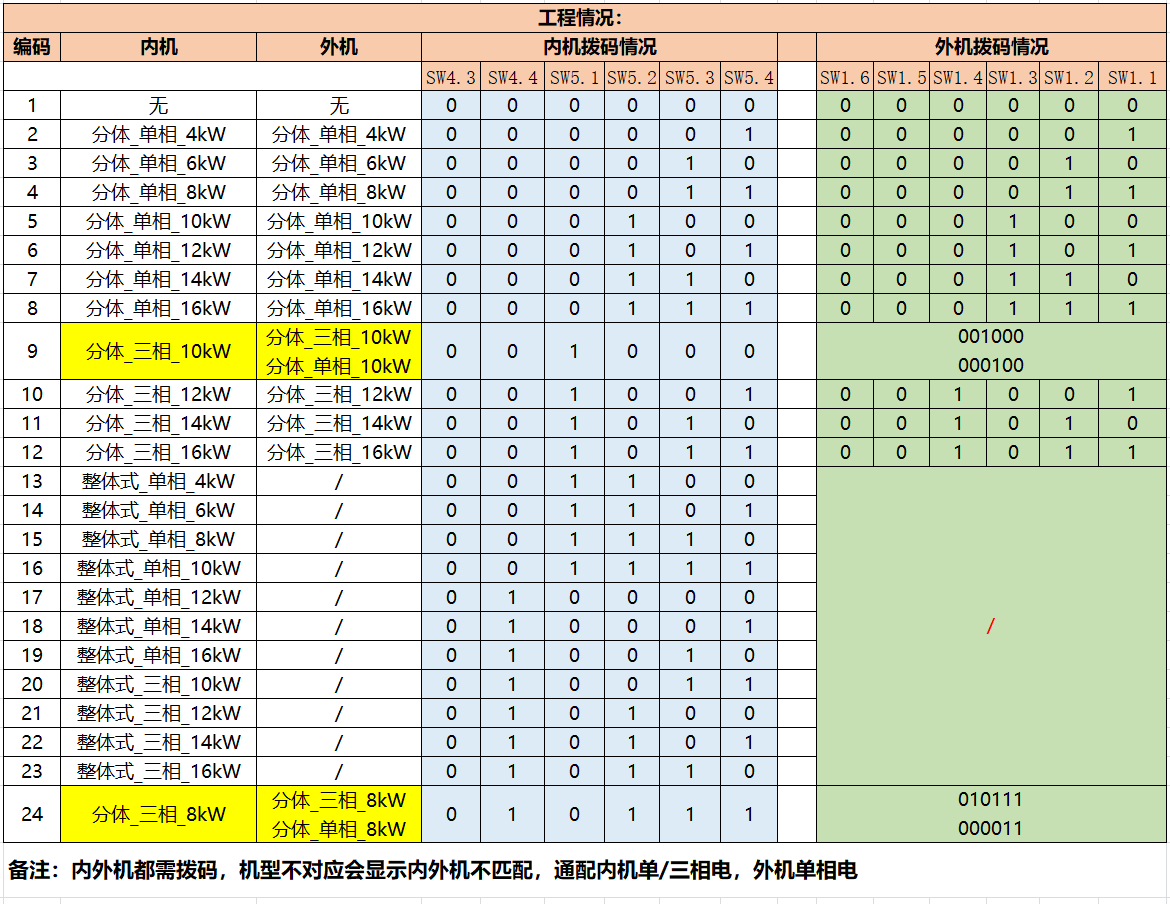 工程情况：
编码 内机 外机 内机拨码情况 外机拨码情况
SW4.3 SW4.4 SW5.1 SW5.2 SW5.3 SW5.4 SW1.6 SW1.5 SW1.4 SW1.3 SW1.2 SW1.1
1 无 无 0 0 0 0 0 0 0 0 0 0 0 0
2 分体_单相_4kW 分体_单相_4kW 0 0 0 0 0 1 0 0 0 0 0 1
3 分体_单相_6kW 分体_单相_6kW 0 0 0 0 1 0 0 0 0 0 1 0
4 分体_单相_8kW 分体_单相_8kW 0 0 0 0 1 1 0 0 0 0 1 1
5 分体_单相_10kW 分体_单相_10kW 0 0 0 1 0 0 0 0 0 1 0 0
6 分体_单相_12kW 分体_单相_12kW 0 0 0 1 0 1 0 0 0 1 0 1
7 分体_单相_14kW 分体_单相_14kW 0 0 0 1 1 0 0 0 0 1 1 0
8 分体_单相_16kW 分体_单相_16kW 0 0 0 1 1 1 0 0 0 1 1 1
9 分体_三相_10kW 分体_三相_10kW 0 0 1 0 0 0 001000
分体_单相_10kW 000100
10 分体_三相_12kW 分体_三相_12kW 0 0 1 0 0 1 0 0 1 0 0 1
11 分体_三相_14kW 分体_三相_14kW 0 0 1 0 1 0 0 0 1 0 1 0
12 分体_三相_16kW 分体_三相_16kW 0 0 1 0 1 1 0 0 1 0 1 1
13 整体式_单相_4kW / 0 0 1 1 0 0
14 整体式_单相_6kW / 0 0 1 1 0 1
15 整体式_单相_8kW / 0 0 1 1 1 0
16 整体式_单相_10kW / 0 0 1 1 1 1
17 整体式_单相_12kW / 0 1 0 0 0 0
18 整体式_单相_14kW / 0 1 0 0 0 1 /
19 整体式_单相_16kW / 0 1 0 0 1 0
20 整体式_三相_10kW / 0 1 0 0 1 1
21 整体式_三相_12kW / 0 1 0 1 0 0
22 整体式_三相_14kW / 0 1 0 1 0 1
23 整体式_三相_16kW / 0 1 0 1 1 0
24 分体_三相_8kW 分体_三相_8kW 0 1 0 1 1 1 010111
分体_单相_8kW 000011
备注：内外机都需拨码，机型不对应会显示内外机不匹配，通配内机单/三相电，外机单相电